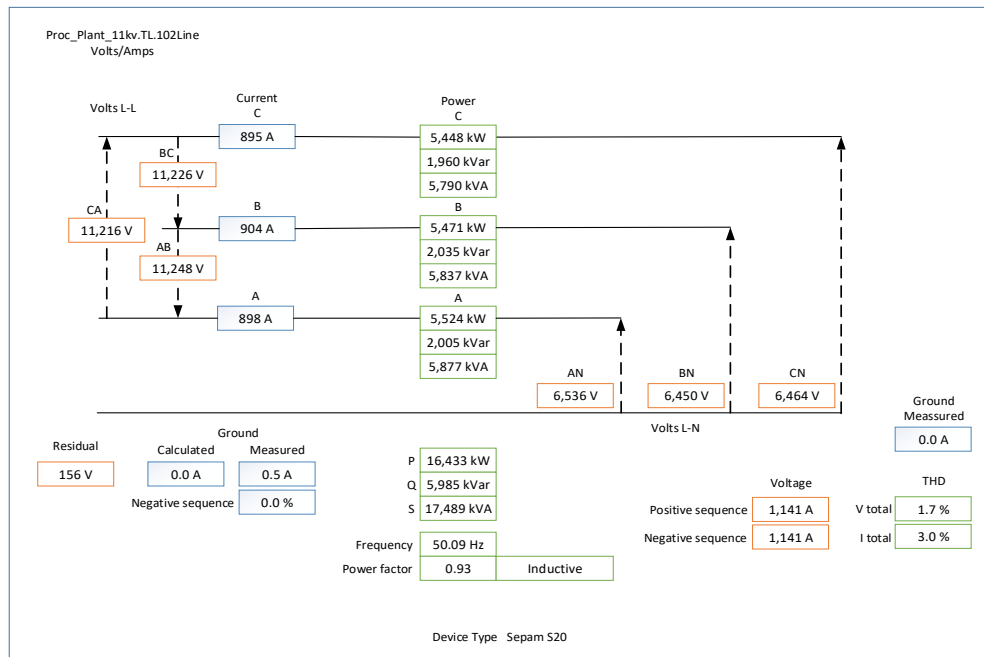 Proc_Plant_11kv.TL.102Line
Volts/Amps
Volts L-L
Current
C
Power
C
895 A
5,448 kW
1,960 kVar
5,790 kVA
BC
11,226 V
CA
11,216 V
B
904 A
B
5,471 kW
2,035 kVar
5,837 kVA
AB
11,248 V
A
898 A
A
5,524 kW
2,005 kVar
5,877 kVA
AN
6,536 V
BN
6,450 V
CN
6,464 V
Volts L-N
Ground
Meassured
0.0 A
Residual
156 V
Ground
Calculated
Measured
0.0 A
0.5 A
Negative sequence
0.0 %
P
16,433 kW
Q
5,985 kVar
S
17,489 kVA
Frequency
50.09 Hz
Power factor
0.93
Inductive
Voltage
Positive sequence
1,141 A
Negative sequence
1,141 A
THD
V total
1.7 %
I total
3.0 %
Device Type Sepam S20